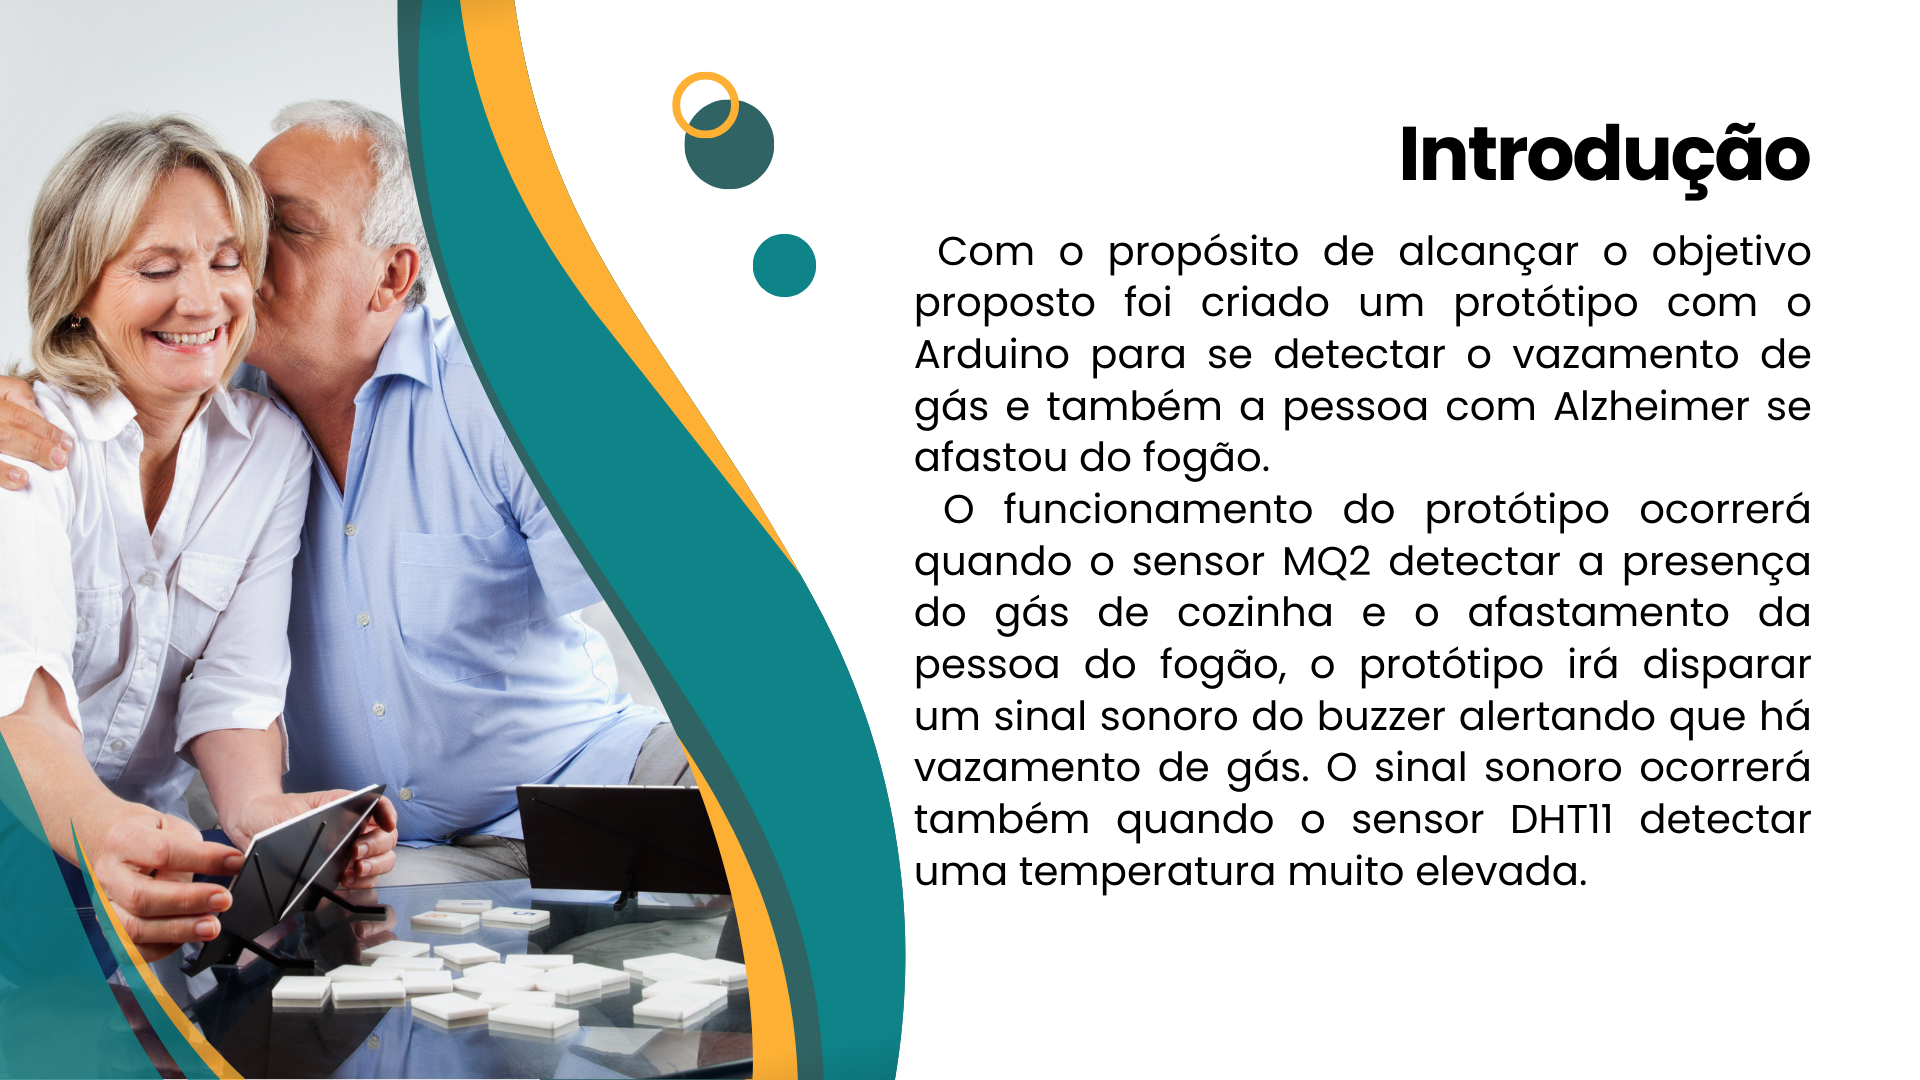 Introdução
Com o propósito de alcançar o objetivo
proposto foi criado um protótipo com o
Arduino para se detectar o vazamento de
gás e também a pessoa com Alzheimer se
afastou do fogão.
O funcionamento do protótipo ocorrerá
quando o sensor MQ2 detectar a presença
do gás de cozinha e o afastamento da
pessoa do fogão, o protótipo irá disparar
um sinal sonoro do buzzer alertando que há
vazamento de gás. O sinal sonoro ocorrerá
também quando o sensor DHT11 detectar
uma temperatura muito elevada.